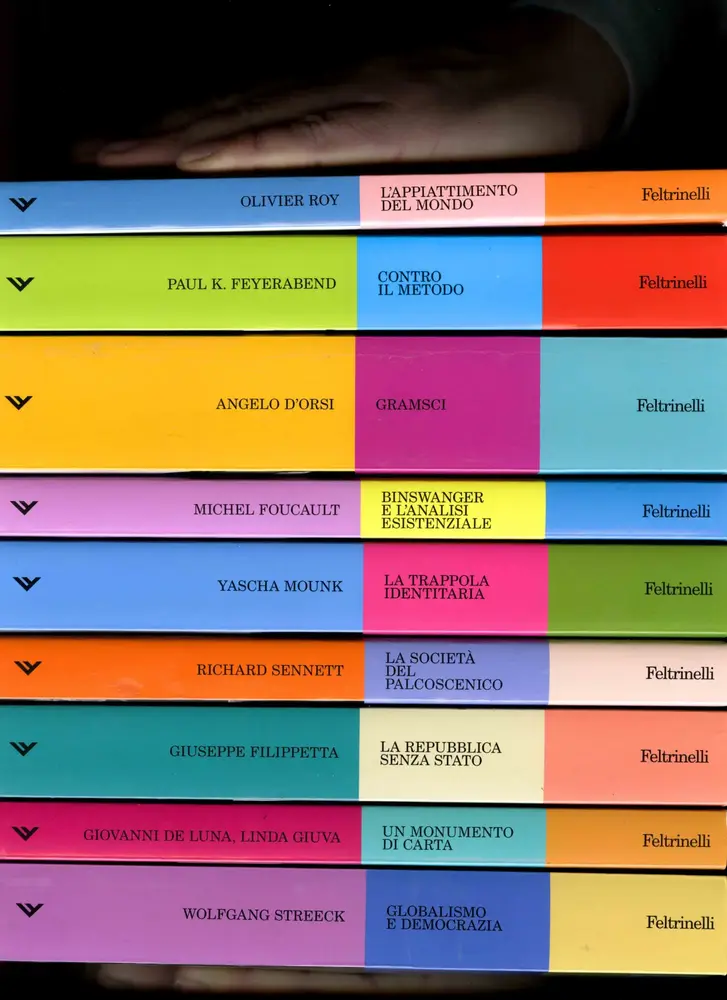 OLIVIER ROY
L'APPIATTIMENTO
DEL MONDO
Feltrinelli
PAUL K. FEYERABEND
CONTRO
IL METODO
Feltrinelli
ANGELO D'ORSI
GRAMSCI
Feltrinelli
MICHEL FOUCAULT
BINSWANGER
E L'ANALISI
ESISTENZIALE
Feltrinelli
YASCHA MOUNK
LA TRAPPOLA
IDENTITARIA
Feltrinelli
RICHARD SENNETT
LA SOCIETÀ
DEL
PALCOSCENICO
Feltrinelli
GIUSEPPE FILIPPETTA
LA REPUBBLICA
SENZA STATO
Feltrinelli
GIOVANNI DE LUNA, LINDA GIUVA
UN MONUMENTO
DI CARTA
Feltrinelli
WOLFGANG STREECK
GLOBALISMO
E DEMOCRAZIA
Feltrinelli